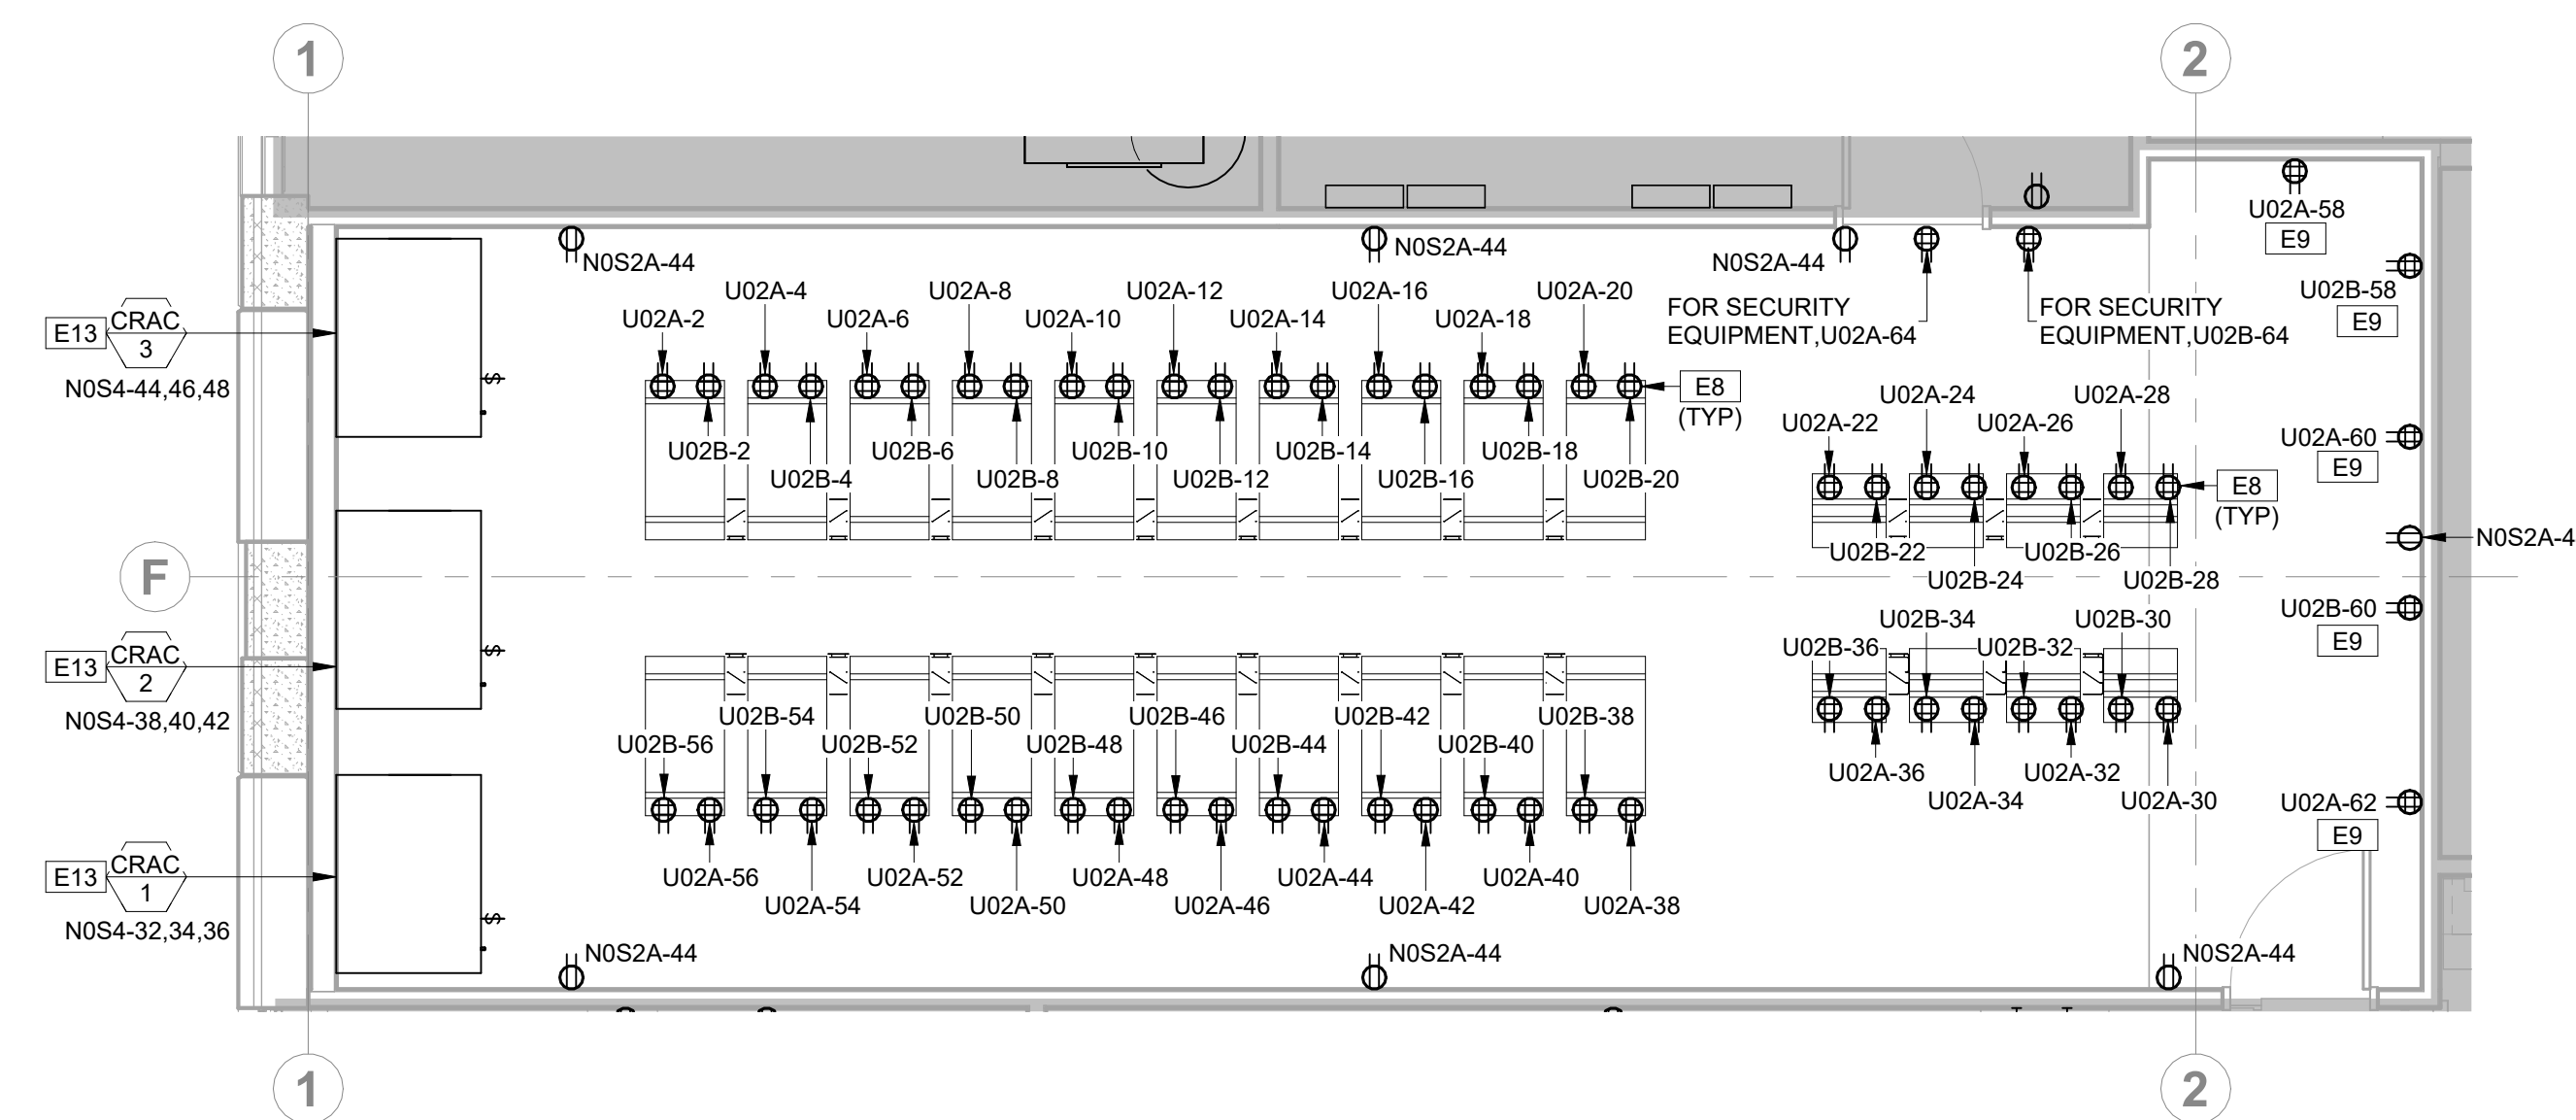 1
2
U02A-58
E9
N0S2A-44
N0S2A-44
N0S2A-44
U02B-58
E9
U02A-4
U02A-8
U02A-12
U02A-16
U02A-20
FOR SECURITY
EQUIPMENT,U02A-64
FOR SECURITY
EQUIPMENT,U02B-64
U02A-2
U02A-6
U02A-10
U02A-14
U02A-18
E13
CRAC
3
N0S4-44,46,48
$
E8
(TYP)
U02A-24
U02A-28
U02A-22
U02A-26
U02A-60
E9
U02B-2
U02B-6
U02B-10
U02B-14
U02B-18
U02B-4
U02B-8
U02B-12
U02B-16
U02B-20
E8
(TYP)
N0S2A-4
U02B-22
U02B-26
U02B-24
U02B-28
F
U02B-60
E9
U02B-34
U02B-30
U02B-36
U02B-32
E13
CRAC
2
N0S4-38,40,42
$
U02B-54
U02B-50
U02B-46
U02B-42
U02B-38
U02B-56
U02B-52
U02B-48
U02B-44
U02B-40
U02A-36
U02A-32
U02A-34
U02A-30
U02A-62
E9
E13
CRAC
1
N0S4-32,34,36
$
U02A-56
U02A-52
U02A-48
U02A-44
U02A-40
U02A-54
U02A-50
U02A-46
U02A-42
U02A-38
N0S2A-44
N0S2A-44
N0S2A-44
1
2